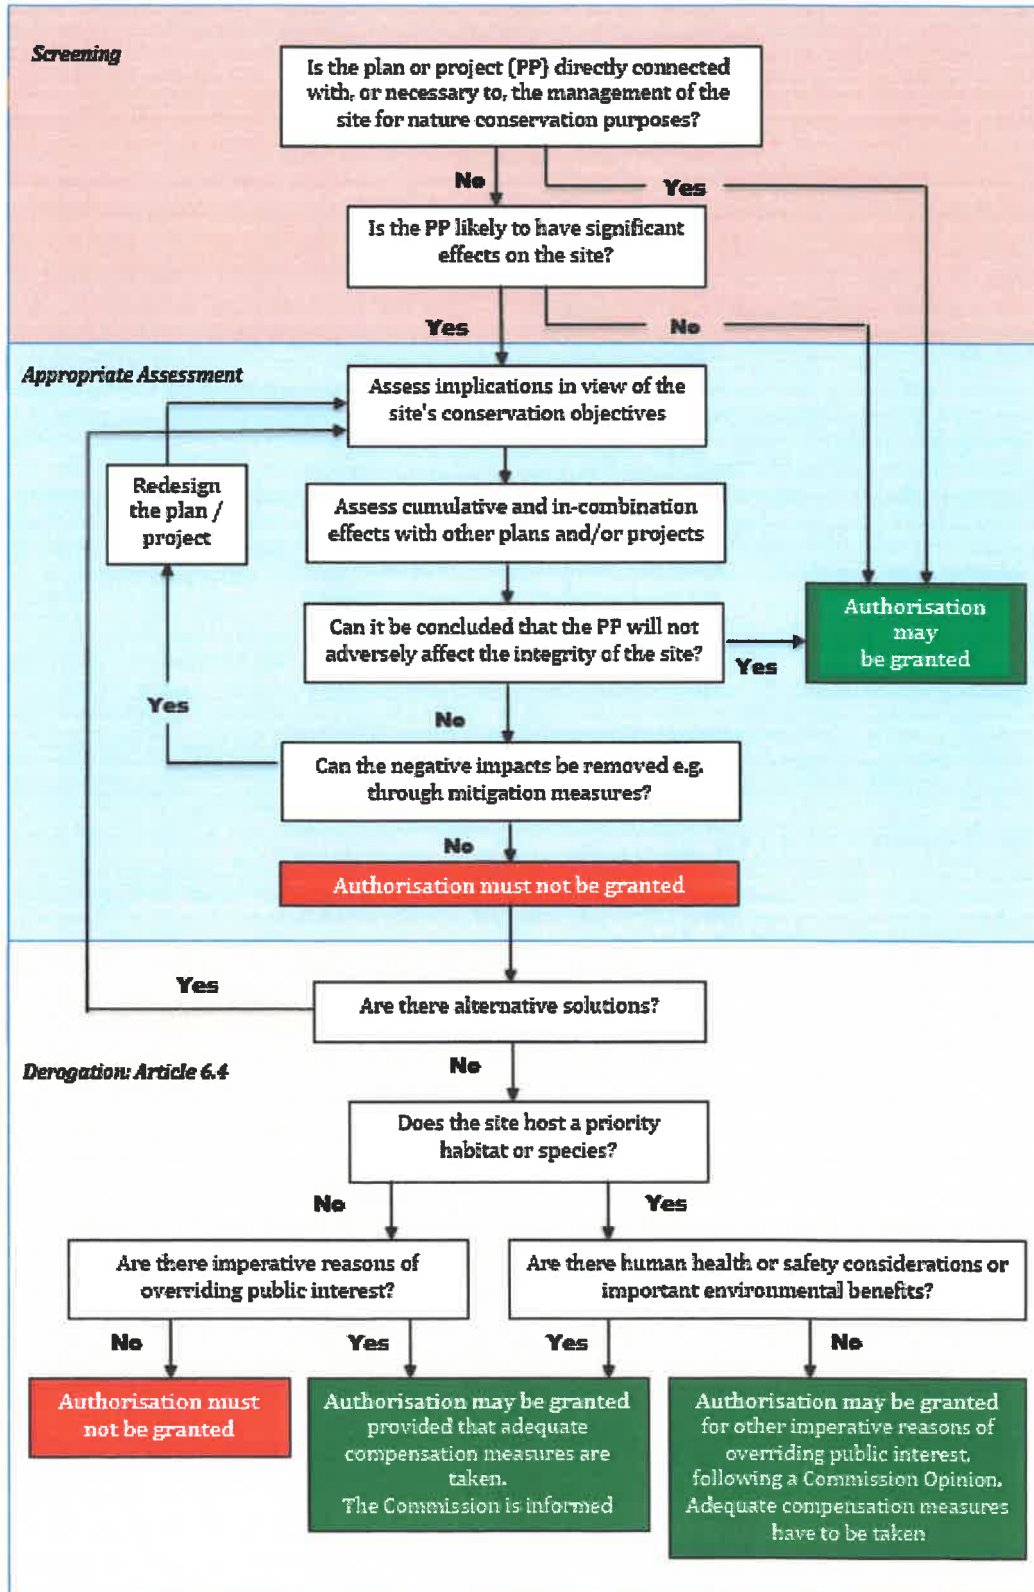 Screening
Is the plan or project (PP) directly connected
with, or necessary to, the management of the
site for nature conservation purposes?
No
Yes
Is the PP likely to have significant
effects on the site?
Yes
No
Appropriate Assessment
Assess implications in view of the
site's conservation objectives
Redesign
the plan /
project
Assess cumulative and in-combination
effects with other plans and/or projects
Can it be concluded that the PP will not
adversely affect the integrity of the site?
Yes
Authorisation
may
be granted
Yes
No
Can the negative impacts be removed e.g.
through mitigation measures?
No
Authorisation must not be granted
Yes
Are there alternative solutions?
No
Derogation: Article 6.4
Does the site host a priority
habitat or species?
No
Yes
Are there imperative reasons of
overriding public interest?
Are there human health or safety considerations or
important environmental benefits?
No
Yes
Yes
No
Authorisation must
not be granted
Authorisation may be granted
provided that adequate
compensation measures are
taken.
The Commission is informed
Authorisation may be granted
for other imperative reasons of
overriding public interest,
following a Commission Opinion.
Adequate compensation measures
have to be taken